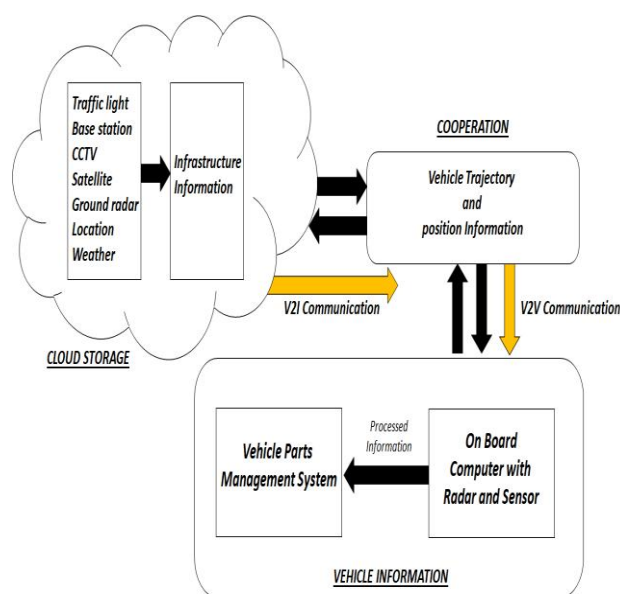 Traffic light
Base station
CCTV
Satellite
Ground radar
Location
Weather
Infrastructure
Information
CLOUD STORAGE
COOPERATION
Vehicle Trajectory
and
position Information
V2I Communication
V2V Communication
Vehicle Parts
Management System
Processed
Information
On Board
Computer with
Radar and Sensor
VEHICLE INFORMATION